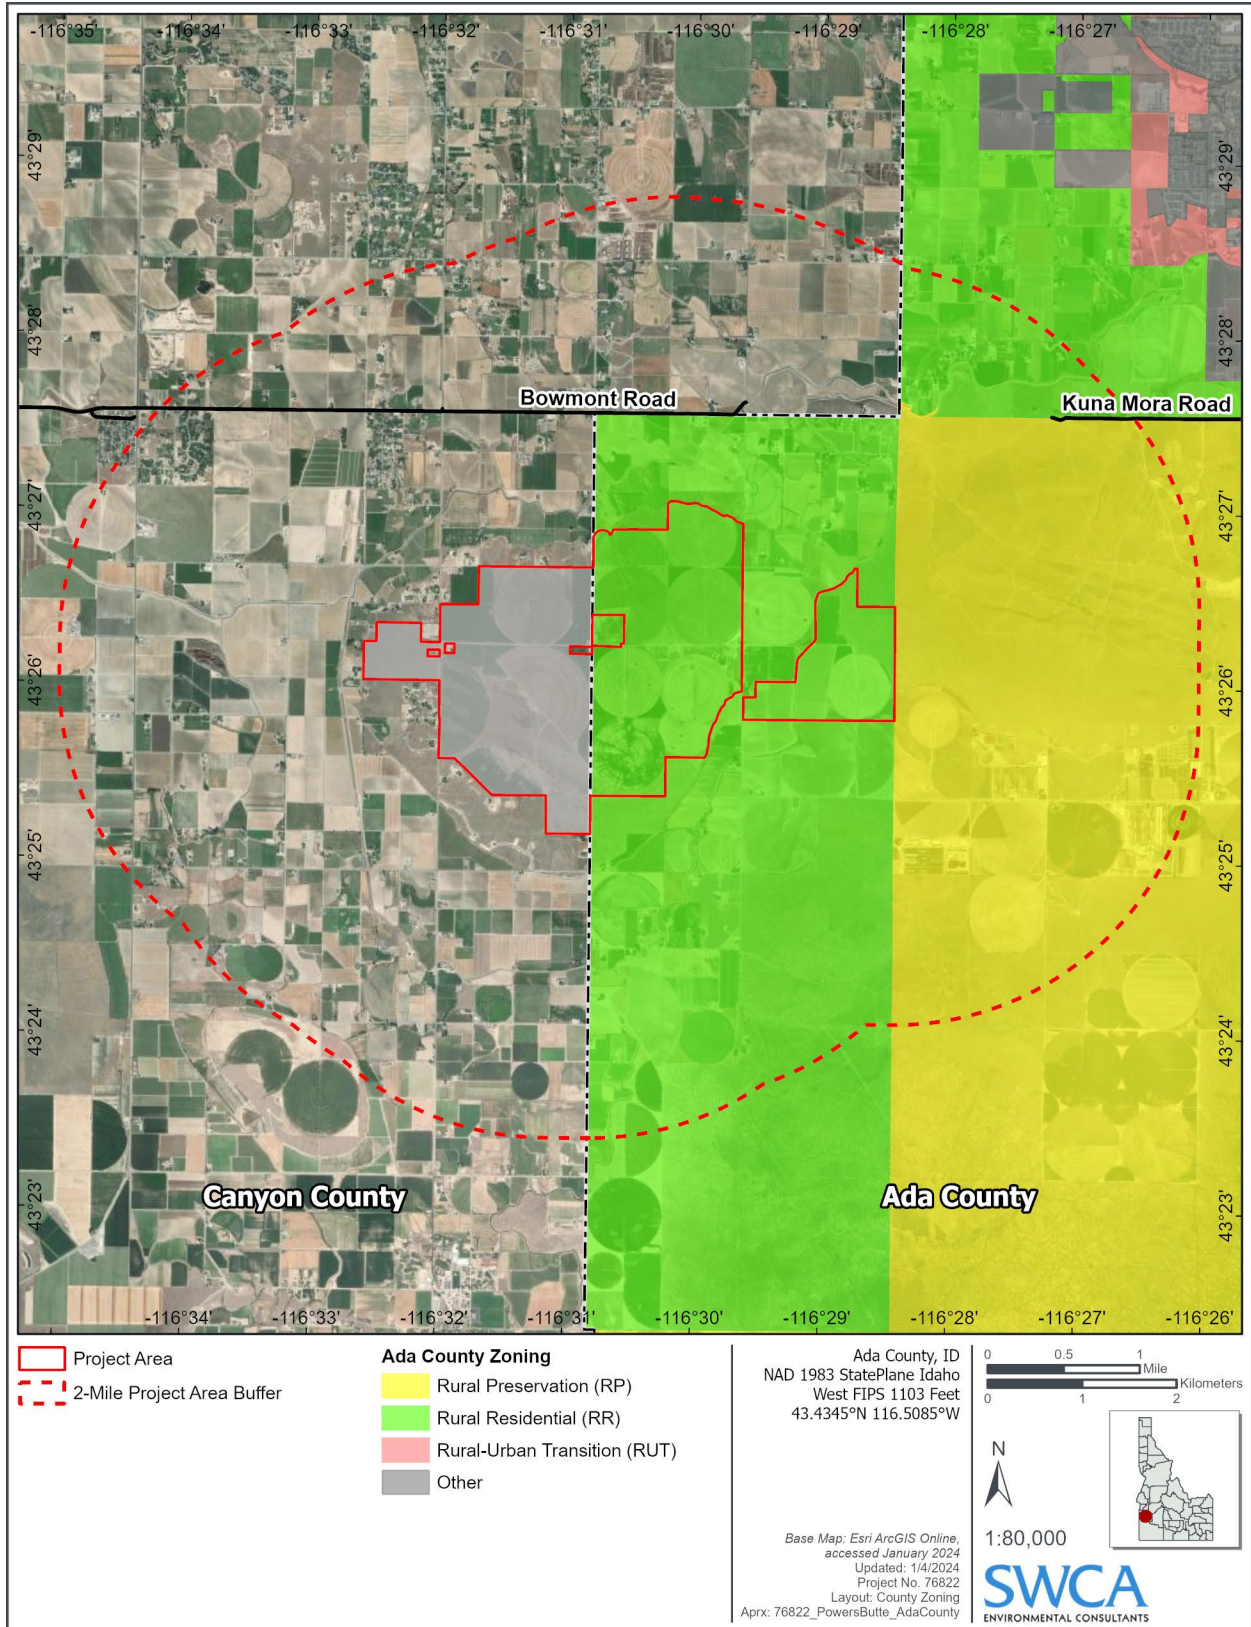 -116°35'
-116°34'
-116°33'
-116°32'
-116°31'
-116°30'
-116°29'
-116°28'
-116°27'
43°29'
43°29'
43°28'
43°28'
Bowmont Road
Kuna Mora Road
43°27'
43°27'
43°26'
43°26'
43°25'
43°25'
43°24'
43°24'
Canyon County
Ada County
43°23'
43°23'
-116°34'
-116°33'
-116°32'
-116°31'
-116°30'
-116°29'
-116°28'
-116°27'
-116°26'
Project Area
2-Mile Project Area Buffer
Ada County Zoning
Rural Preservation (RP)
Rural Residential (RR)
Rural-Urban Transition (RUT)
Other
Ada County, ID
NAD 1983 StatePlane Idaho
West FIPS 1103 Feet
43.4345°N 116.5085°W
Base Map: Esri ArcGIS Online,
accessed January 2024
Updated: 1/4/2024
Project No. 76822
Layout: County Zoning
Aprx: 76822_PowersButte_AdaCounty
0 0.5 1
Mile
Kilometers
0 1 2
N
1:80,000
SWCA
ENVIRONMENTAL CONSULTANTS